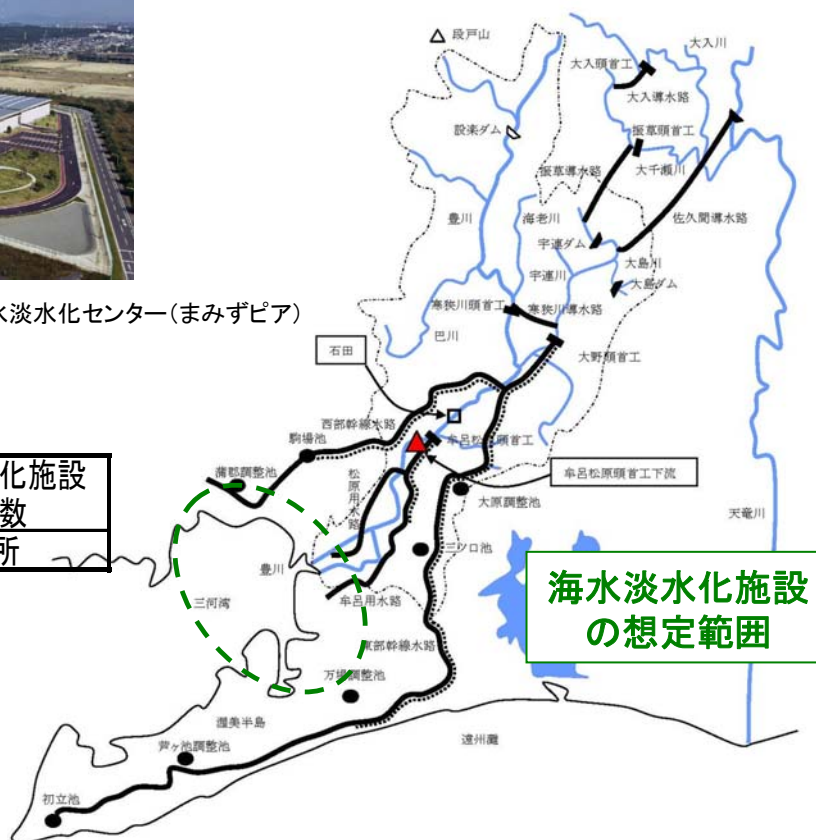 段戸山
大入川
大入頭首工
大入導水路
設楽ダム
振草頭首工
振草導水路
大千瀬川
豊川
海老川
佐久間導水路
宇連ダム
大島川
宇連川
大島ダム
水淡水化センター(まみずピア)
寒狭川頭首工
寒狭川導水路
巴川
石田
大野頭首工
西部幹線水路
駒場池
牟呂松原頭首工
蒲郡調整池
化施設
数
所
松原用水路
牟呂松原頭首工下流
大原調整池
天竜川
三ツ口池
豊川
海水淡水化施設
の想定範囲
三河湾
牟呂用水路
東部幹線水路
万場調整池
渥美半島
遠州灘
芦ヶ池調整池
初立池